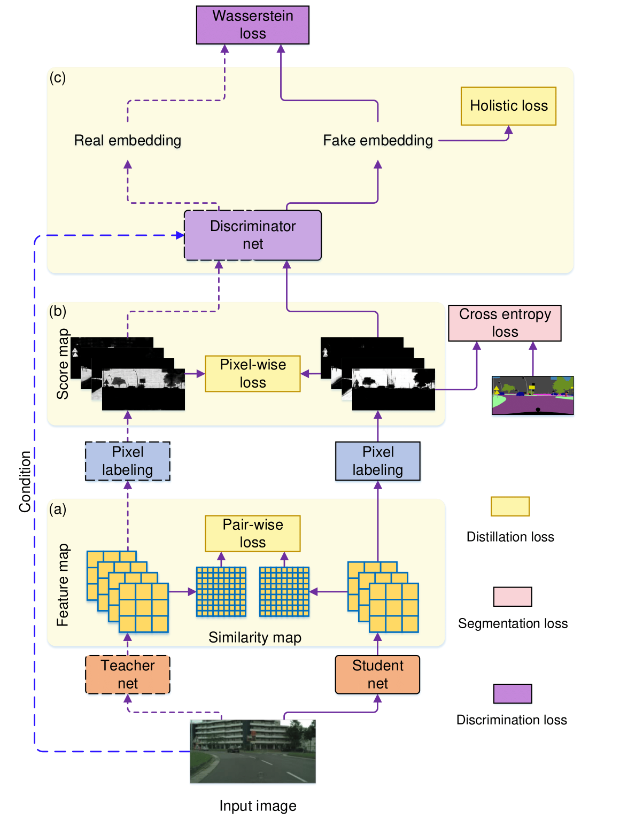 Wasserstein
loss
(c)
Holistic loss
Real embedding
Fake embedding
Discriminator
net
(b)
Score map
Cross entropy
loss
Pixel-wise
loss
Pixel
labeling
Pixel
labeling
Condition
(a)
Feature map
Pair-wise
loss
Similarity map
Distillation loss
Segmentation loss
Discrimination loss
Teacher
net
Student
net
Input image